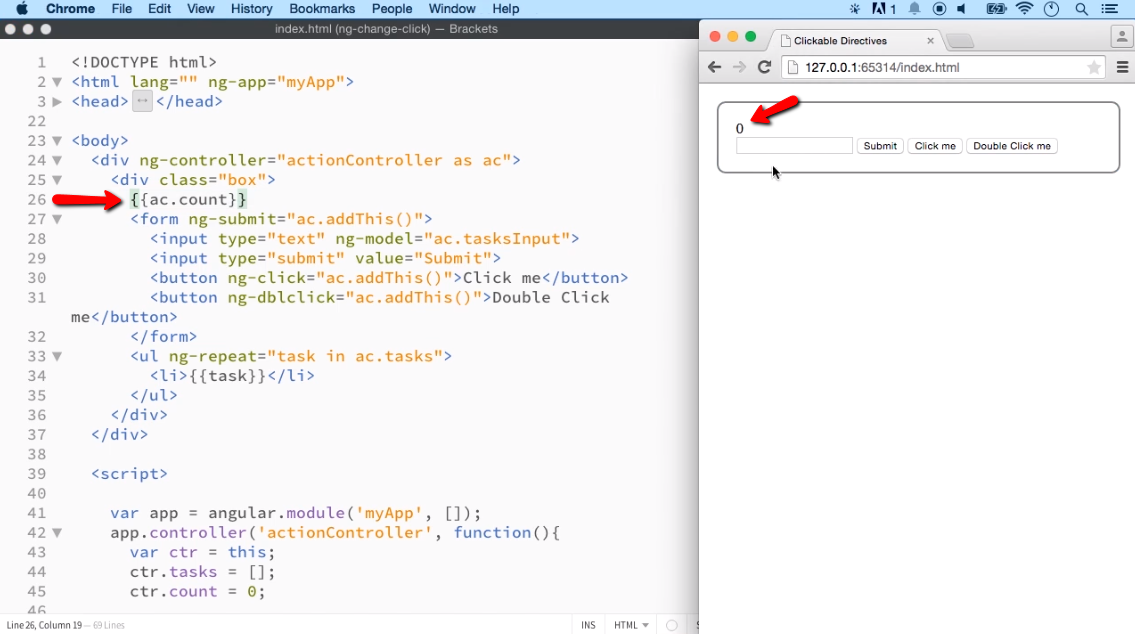 Chrome File Edit View History Bookmarks People Window Help 1
index.html (ng-change-click) — Brackets
1 <!DOCTYPE html>
2 <html lang="" ng-app="myApp">
3 <head></head>
22
23 <body>
24 <div ng-controller="actionController as ac">
25 <div class="box">
26 {{ac.count}}
27 <form ng-submit="ac.addThis()">
28 <input type="text" ng-model="ac.tasksInput">
29 <input type="submit" value="Submit">
30 <button ng-click="ac.addThis()">Click me</button>
31 <button ng-dblclick="ac.addThis()">Double Click
me</button>
32 </form>
33 <ul ng-repeat="task in ac.tasks">
34 <li>{{task}}</li>
35 </ul>
36 </div>
37 </div>
38
39 <script>
40
41 var app = angular.module('myApp', []);
42 app.controller('actionController', function(){
43 var ctr = this;
44 ctr.tasks = [];
45 ctr.count = 0;
46
Line 26, Column 19 — 69 Lines
INS HTML
Clickable Directives
127.0.0.1:65314/index.html
0
Submit Click me Double Click me